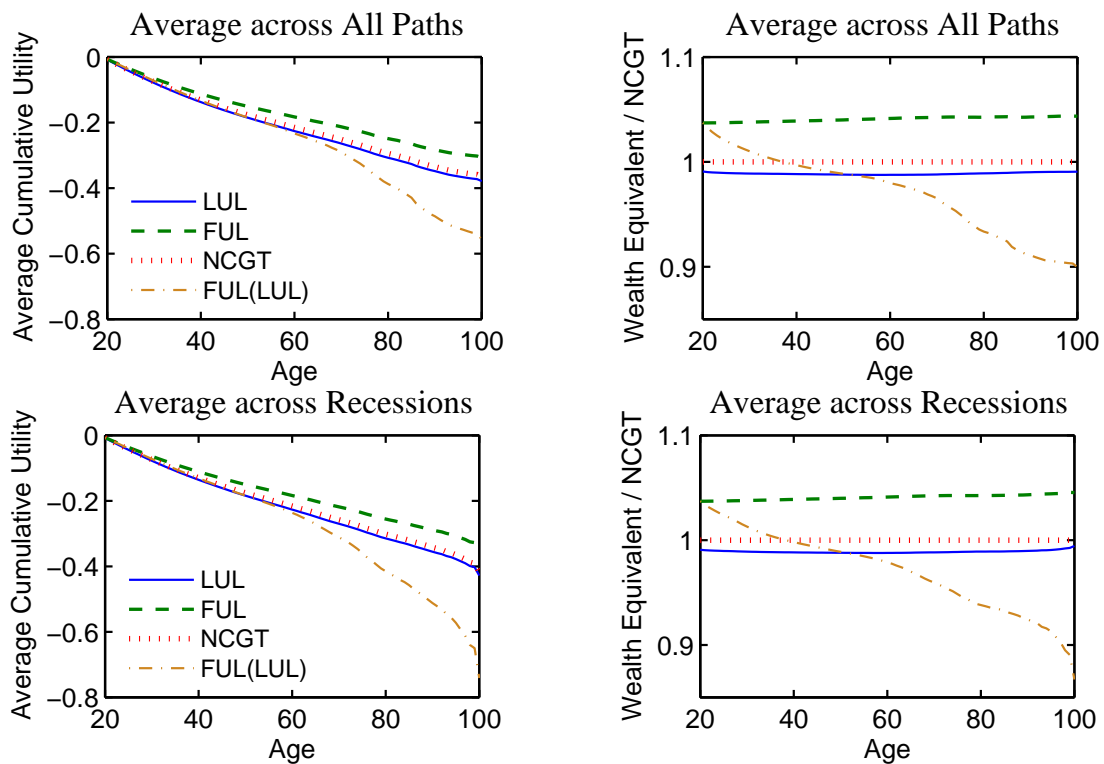 Average across All Paths
Average Cumulative Utility
0
−0.2
−0.4
−0.6
−0.8
LUL
FUL
NCGT
FUL(LUL)
20 40 60 80 100
Age
Average across All Paths
Wealth Equivalent / NCGT
1.1
1
0.9
20 40 60 80 100
Age
Average across Recessions
Average Cumulative Utility
0
−0.2
−0.4
−0.6
−0.8
LUL
FUL
NCGT
FUL(LUL)
20 40 60 80 100
Age
Average across Recessions
Wealth Equivalent / NCGT
1.1
1
0.9
20 40 60 80 100
Age